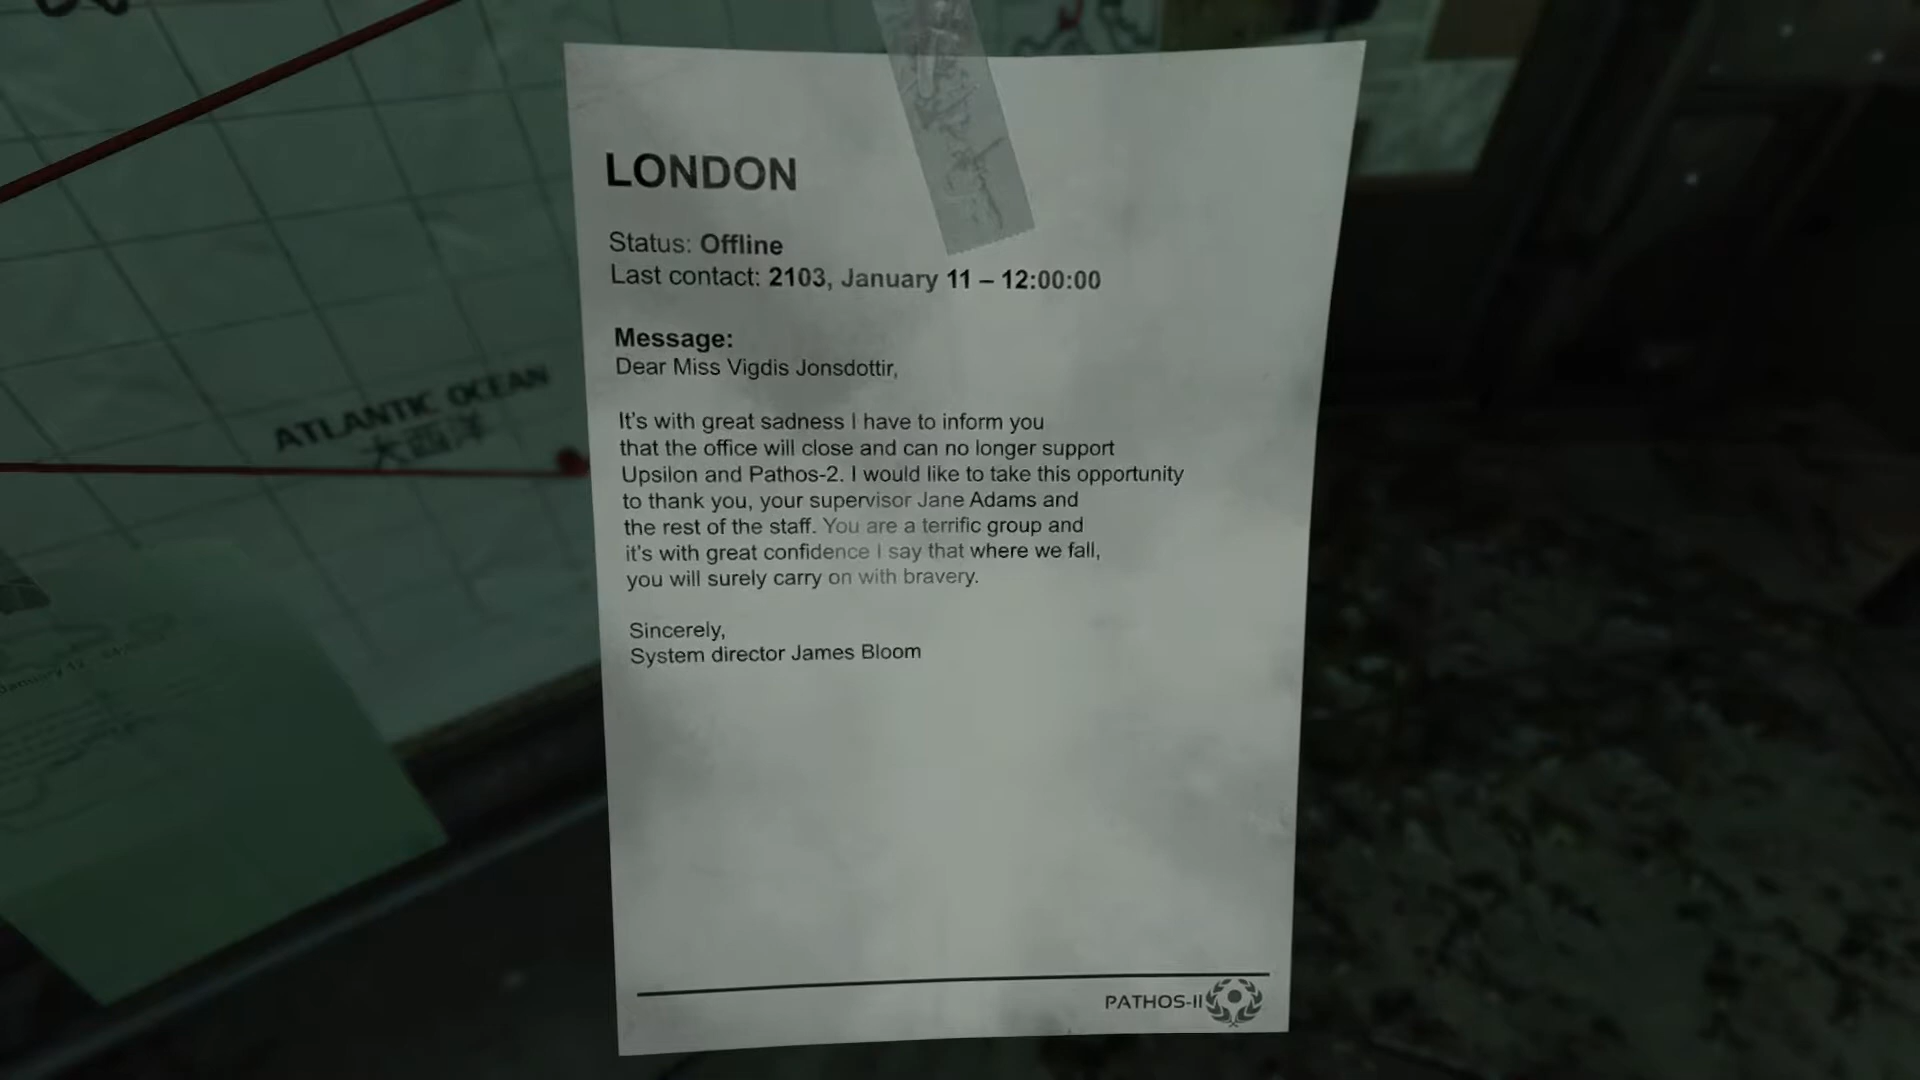 LONDON
Status: Offline
Last contact: 2103, January 11 – 12:00:00
Message:
Dear Miss Vigdis Jonsdottir,
It's with great sadness I have to inform you
that the office will close and can no longer support
Upsilon and Pathos-2. I would like to take this opportunity
to thank you, your supervisor Jane Adams and
the rest of the staff. You are a terrific group and
it's with great confidence I say that where we fall,
you will surely carry on with bravery.
Sincerely,
System director James Bloom
PATHOS-II
ATLANTIC OCEAN
大西洋
January 12